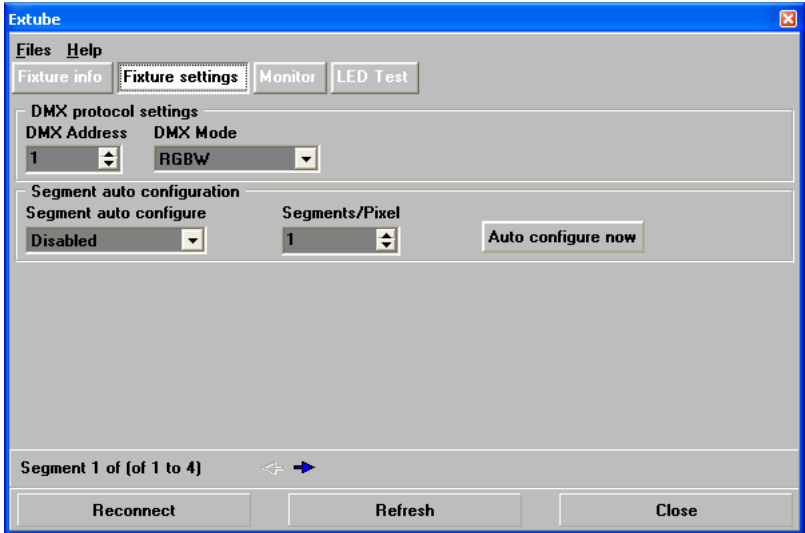 Extube
Files Help
Fixture info Fixture settings Monitor LED Test
DMX protocol settings
DMX Address DMX Mode
1 RGBW
Segment auto configuration
Segment auto configure Segments/Pixel
Disabled 1 Auto configure now
Segment 1 of (of 1 to 4)
Reconnect Refresh Close